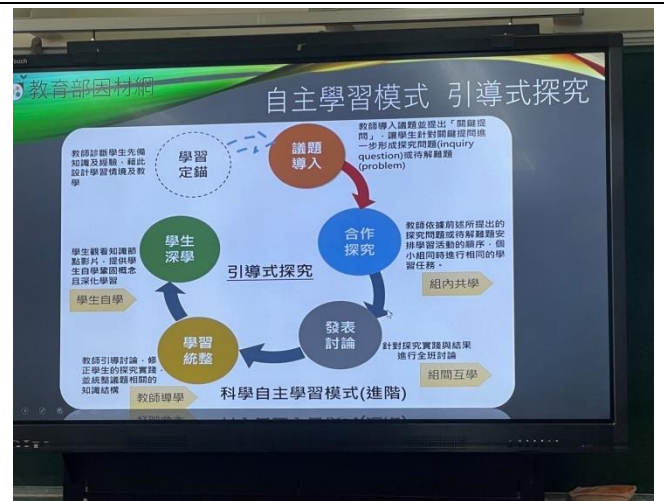 教育部因材網
自主學習模式 引導式探究
教師診斷學生先備
知識及經驗，藉此
設計學習情境及教
學
學習
定錨
議題
導入
教師導入議題並提出「關鍵提
問」，讓學生針對關鍵提問進
一步形成探究問題(inquiry
question)或待解難題
(problem)
合作
探究
教師依據前述所提出的
探究問題或待解難題安
排學習活動的順序，個
小組同時進行相同的學
習任務。
組內共學
學生
深學
學生觀看知識節
點影片，提供學
生自學鞏固概念
且深化學習
學生自學
引導式探究
發表
討論
針對探究實踐與結果
進行全班討論
組間互學
學習
統整
教師引導討論，修
正學生的探究實踐，
並統整議題相關的
知識結構
教師導學
科學自主學習模式(進階)